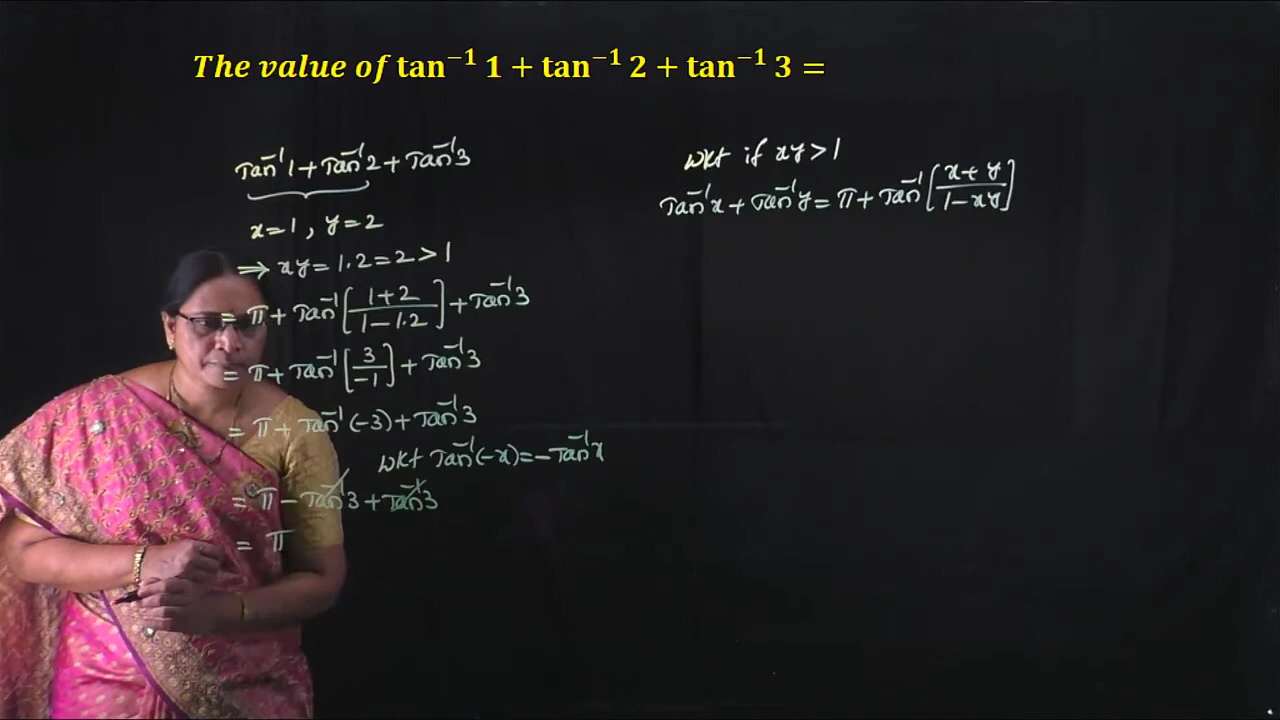 The value of tan⁻¹ 1 + tan⁻¹ 2 + tan⁻¹ 3 =
Tan⁻¹1 + Tan⁻¹2 + Tan⁻¹3
x=1, y=2
⇒ xy = 1.2 = 2 > 1
= π + Tan⁻¹[(1+2)/(1-1.2)] + Tan⁻¹3
= π + Tan⁻¹[3/-1] + Tan⁻¹3
= π + Tan⁻¹(-3) + Tan⁻¹3
WKT Tan⁻¹(-x) = -Tan⁻¹x
= π - Tan⁻¹3 + Tan⁻¹3
= π
WKT if xy > 1
Tan⁻¹x + Tan⁻¹y = π + Tan⁻¹[(x+y)/(1-xy)]